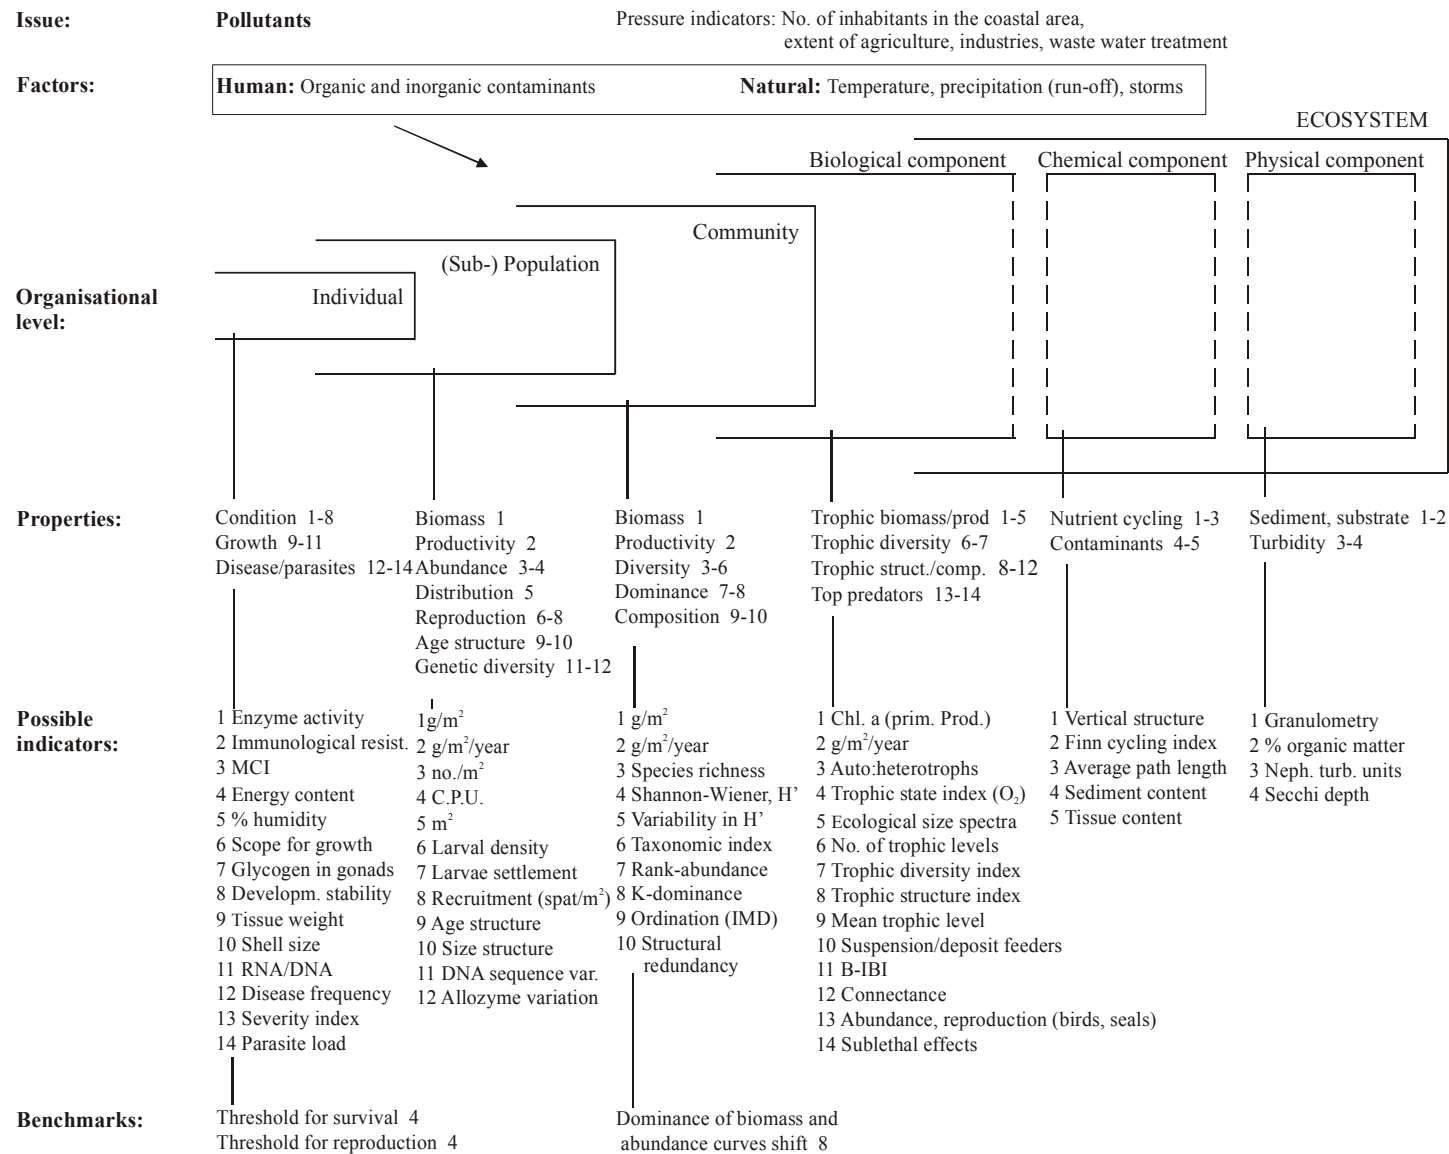 Issue: Pollutants Pressure indicators: No. of inhabitants in the coastal area,
extent of agriculture, industries, waste water treatment
Factors: Human: Organic and inorganic contaminants Natural: Temperature, precipitation (run-off), storms
ECOSYSTEM
Biological component Chemical component Physical component
Community
(Sub-) Population
Individual
Organisational
level:
Properties:
Condition 1-8
Growth 9-11
Disease/parasites 12-14
Biomass 1
Productivity 2
Abundance 3-4
Distribution 5
Reproduction 6-8
Age structure 9-10
Genetic diversity 11-12
Biomass 1
Productivity 2
Diversity 3-6
Dominance 7-8
Composition 9-10
Trophic biomass/prod 1-5
Trophic diversity 6-7
Trophic struct./comp. 8-12
Top predators 13-14
Nutrient cycling 1-3
Contaminants 4-5
Sediment, substrate 1-2
Turbidity 3-4
Possible
indicators:
1 Enzyme activity
2 Immunological resist.
3 MCI
4 Energy content
5 % humidity
6 Scope for growth
7 Glycogen in gonads
8 Developm. stability
9 Tissue weight
10 Shell size
11 RNA/DNA
12 Disease frequency
13 Severity index
14 Parasite load
1g/m²
2 g/m²/year
3 no./m²
4 C.P.U.
5 m²
6 Larval density
7 Larvae settlement
8 Recruitment (spat/m²)
9 Age structure
10 Size structure
11 DNA sequence var.
12 Allozyme variation
1 g/m²
2 g/m²/year
3 Species richness
4 Shannon-Wiener, H’
5 Variability in H’
6 Taxonomic index
7 Rank-abundance
8 K-dominance
9 Ordination (IMD)
10 Structural
redundancy
1 Chl. a (prim. Prod.)
2 g/m²/year
3 Auto:heterotrophs
4 Trophic state index (O₂)
5 Ecological size spectra
6 No. of trophic levels
7 Trophic diversity index
8 Trophic structure index
9 Mean trophic level
10 Suspension/deposit feeders
11 B-IBI
12 Connectance
13 Abundance, reproduction (birds, seals)
14 Sublethal effects
1 Vertical structure
2 Finn cycling index
3 Average path length
4 Sediment content
5 Tissue content
1 Granulometry
2 % organic matter
3 Neph. turb. units
4 Secchi depth
Benchmarks:
Threshold for survival 4
Threshold for reproduction 4
Dominance of biomass and
abundance curves shift 8